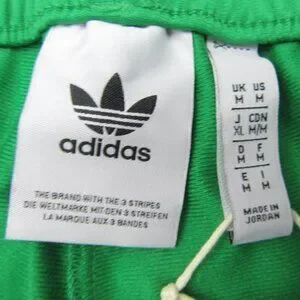 adidas
THE BRAND WITH THE 3 STRIPES
DIE WELTMARKE MIT DEN 3 STREIFEN
LA MARQUE AUX 3 BANDES
UK US
M M
J CDN
XL M/M
D F
M M
E I
M M
MADE IN
JORDAN